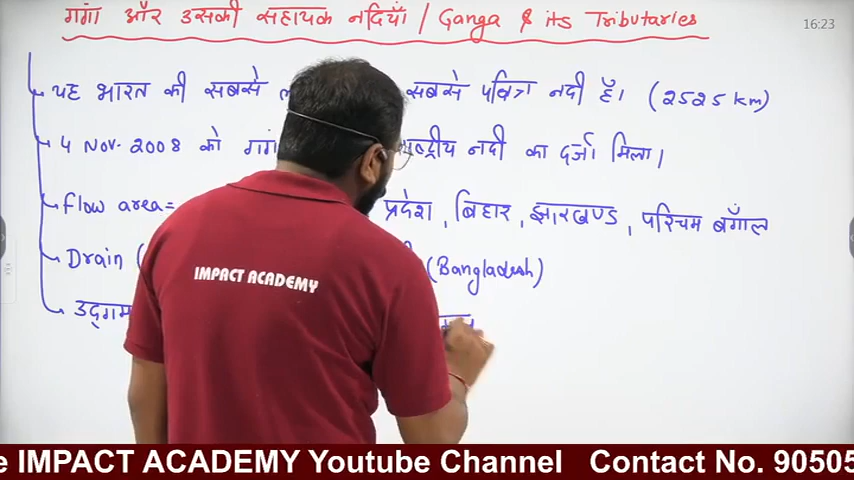 गंगा और उसकी सहायक नदियाँ / Ganga & its Tributaries
16:23
यह भारत की सबसे सबसे पवित्र नदी है। (2525 km)
4 Nov. 2008 को नदी का दर्जा मिला।
flow area= प्रदेश, बिहार, झारखण्ड, पश्चिम बँगाल
Drain ( (Bangladesh)
उद्गम
IMPACT ACADEMY
IMPACT ACADEMY Youtube Channel Contact No. 90505